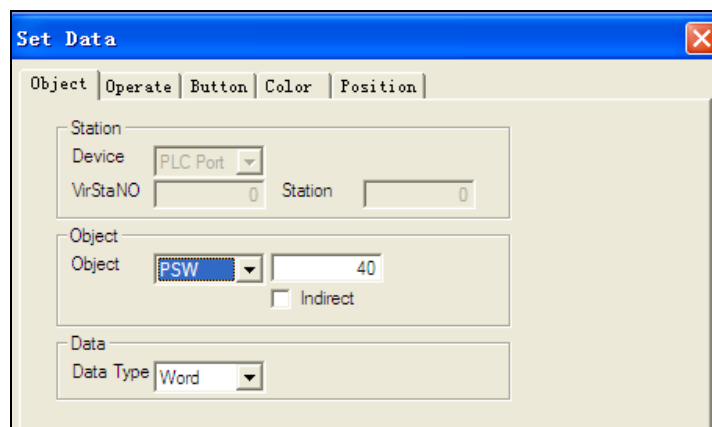 Set Data
Object Operate Button Color Position
Station
Device PLC Port
VirStaNO 0 Station 0
Object
Object PSW 40
Indirect
Data
Data Type Word